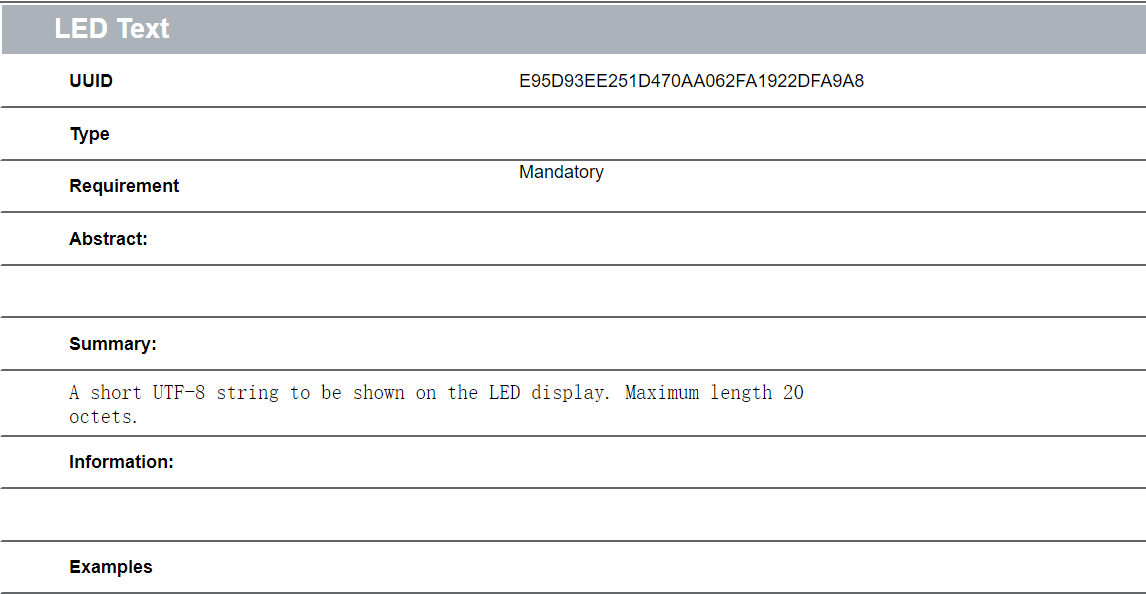 LED Text
UUID E95D93EE251D470AA062FA1922DFA9A8
Type
Requirement Mandatory
Abstract:
Summary:
A short UTF-8 string to be shown on the LED display. Maximum length 20
octets.
Information:
Examples